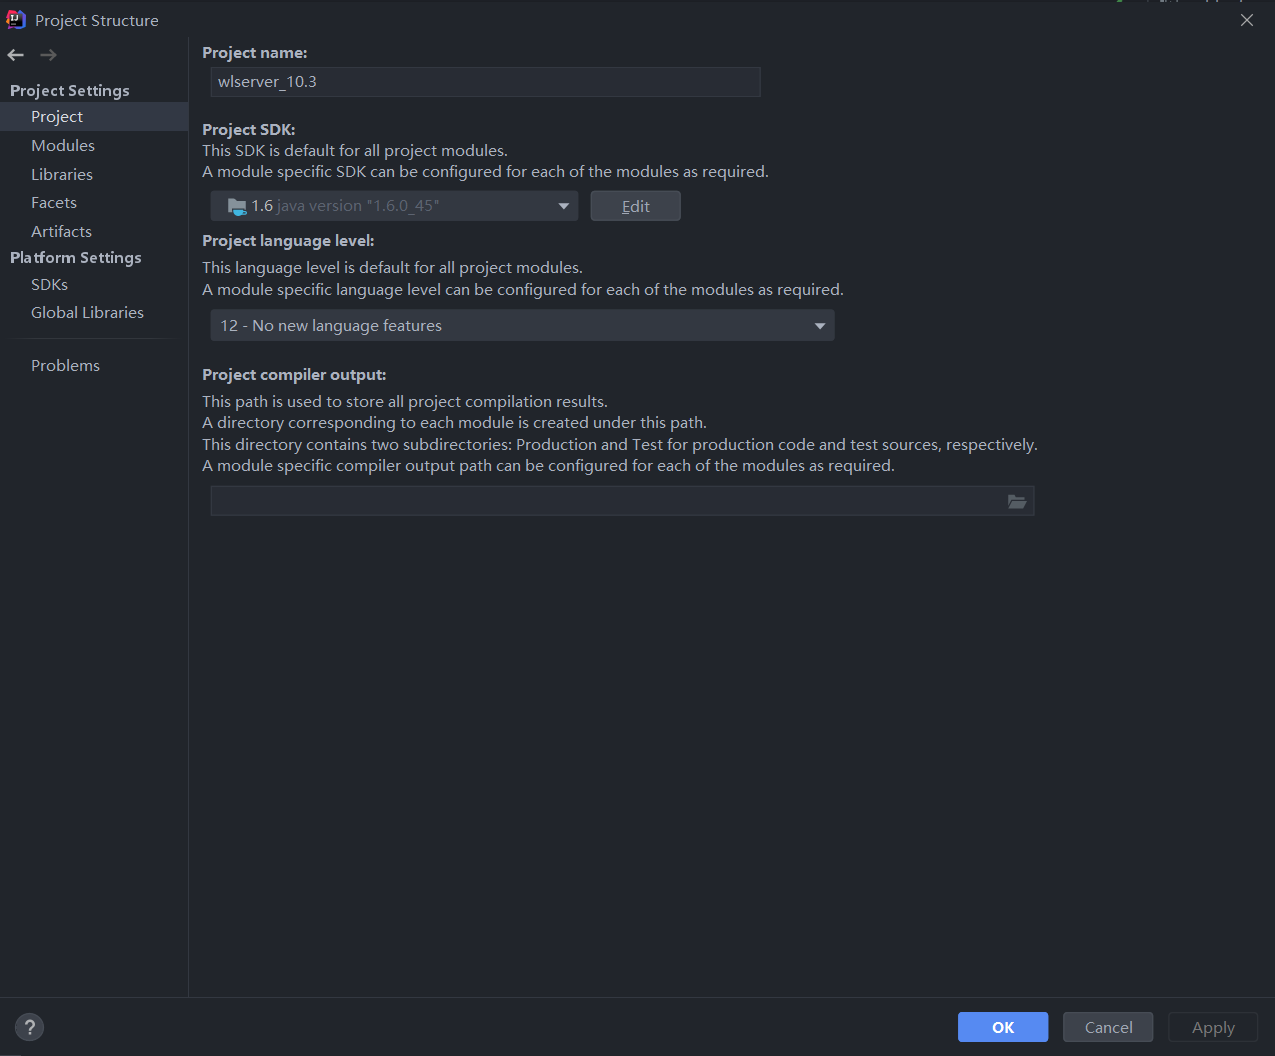 Project Structure
Project Settings
Project
Modules
Libraries
Facets
Artifacts
Platform Settings
SDKs
Global Libraries
Problems
Project name:
wlserver_10.3
Project SDK:
This SDK is default for all project modules.
A module specific SDK can be configured for each of the modules as required.
1.6 java version "1.6.0_45"
Edit
Project language level:
This language level is default for all project modules.
A module specific language level can be configured for each of the modules as required.
12 - No new language features
Project compiler output:
This path is used to store all project compilation results.
A directory corresponding to each module is created under this path.
This directory contains two subdirectories: Production and Test for production code and test sources, respectively.
A module specific compiler output path can be configured for each of the modules as required.
?
OK
Cancel
Apply